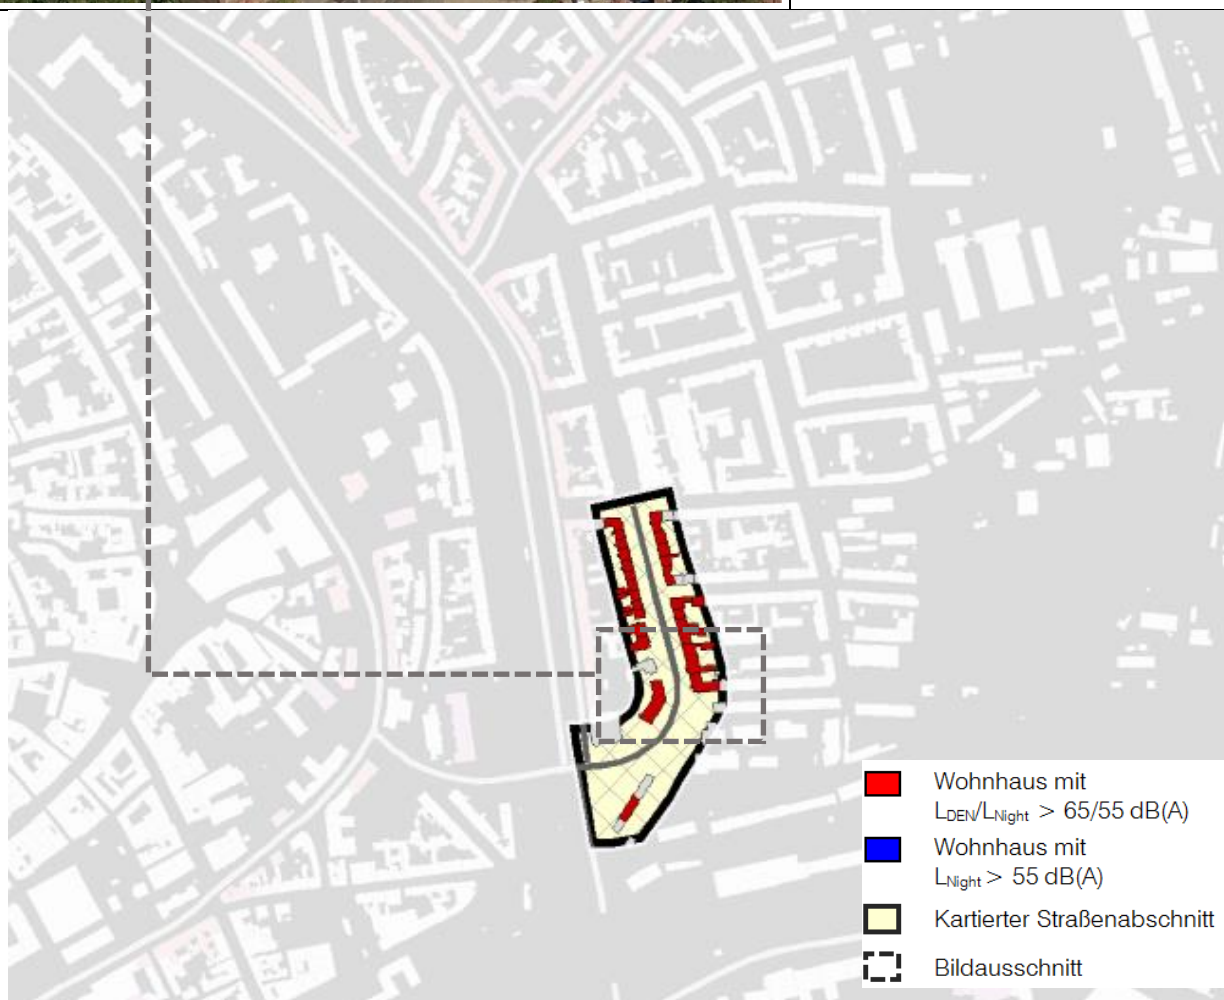 Wohnhaus mit
LDEN/LNight > 65/55 dB(A)
Wohnhaus mit
LNight > 55 dB(A)
Kartierter Straßenabschnitt
Bildausschnitt